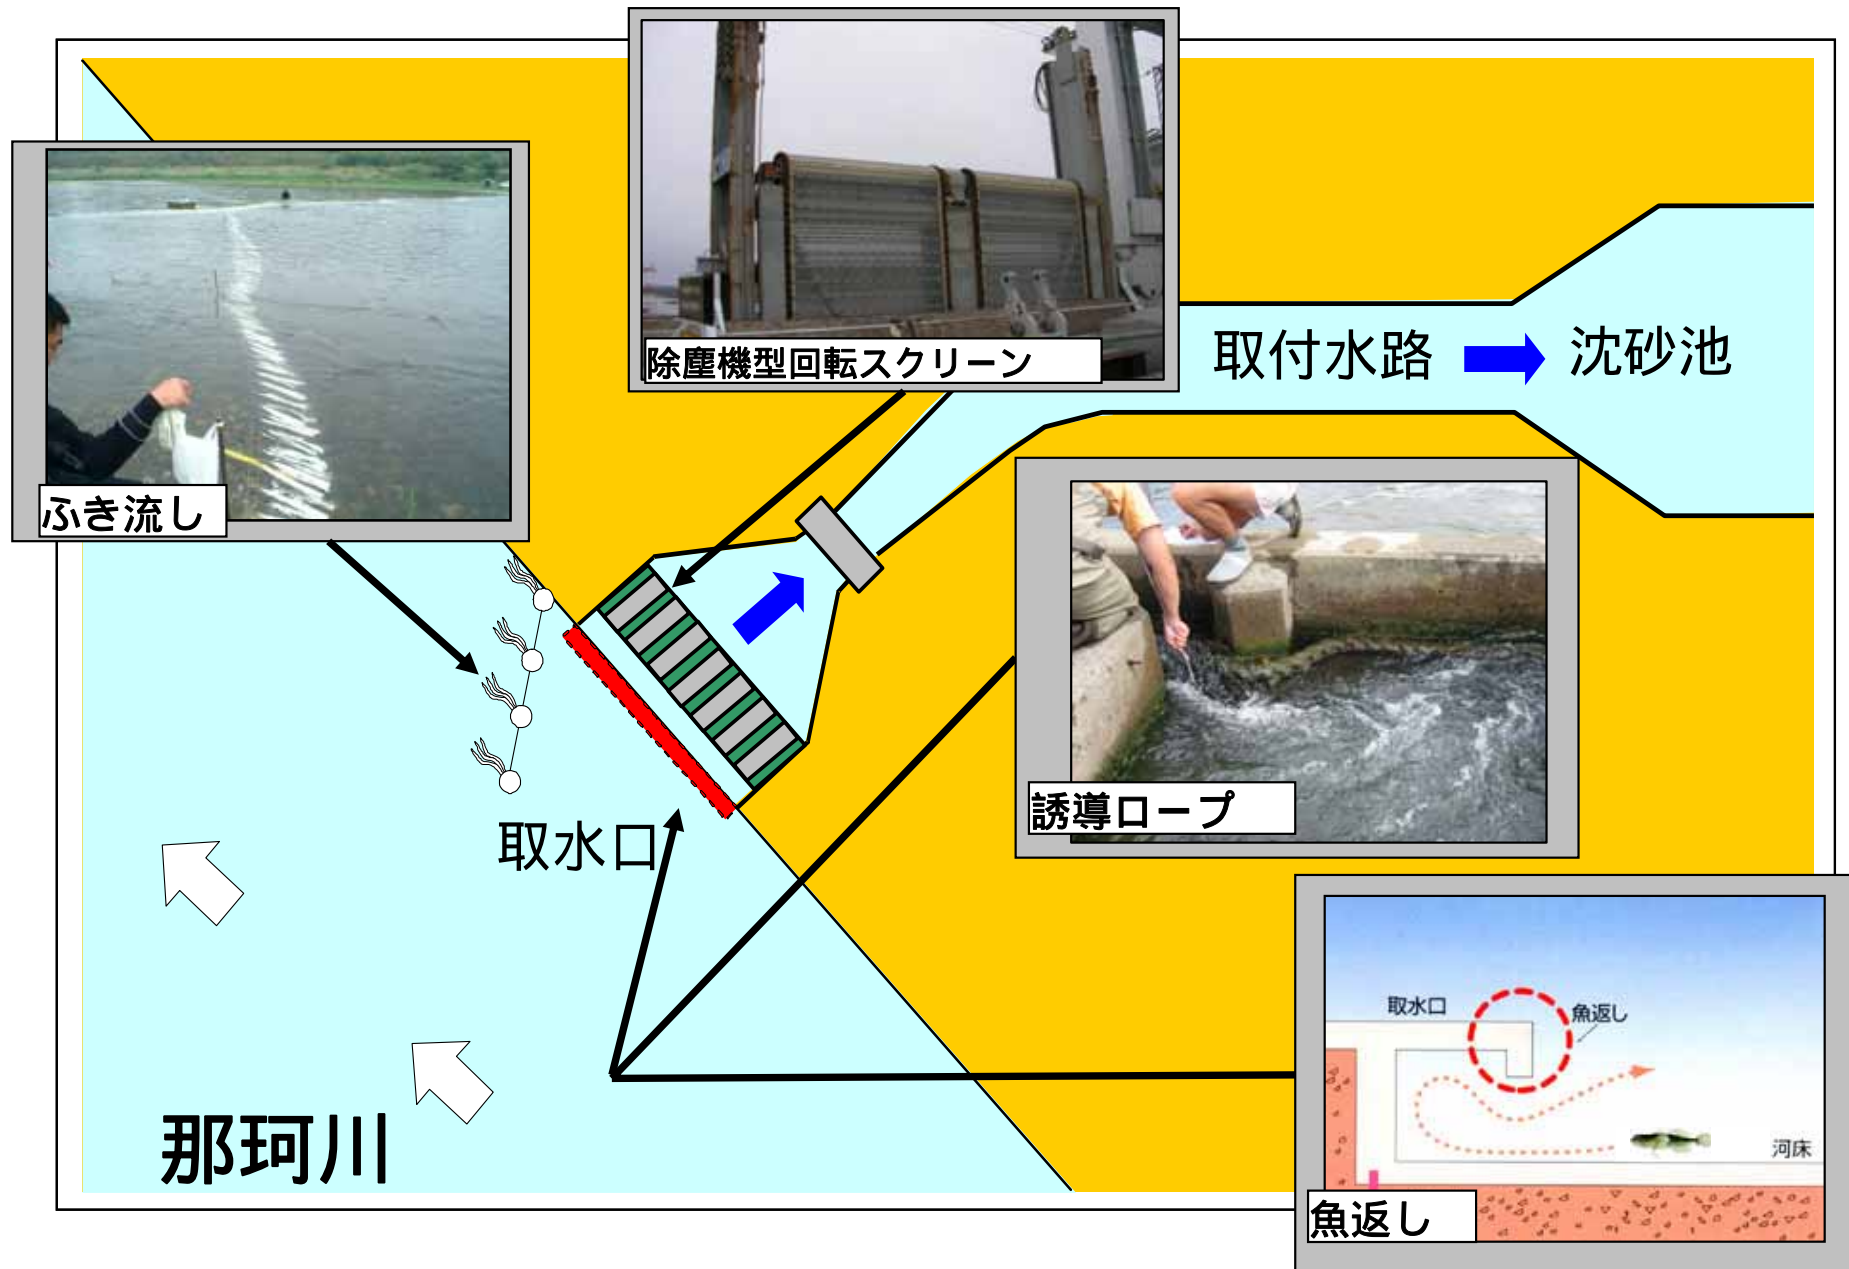 除塵機型回転スクリーン
取付水路
沈砂池
ふき流し
誘導ロープ
取水口
取水口
魚返し
河床
魚返し
那珂川